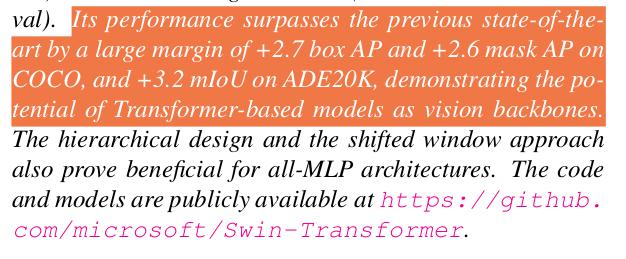 val). Its performance surpasses the previous state-of-the-
art by a large margin of +2.7 box AP and +2.6 mask AP on
COCO, and +3.2 mIoU on ADE20K, demonstrating the po-
tential of Transformer-based models as vision backbones.
The hierarchical design and the shifted window approach
also prove beneficial for all-MLP architectures. The code
and models are publicly available at https://github.
com/microsoft/Swin-Transformer.